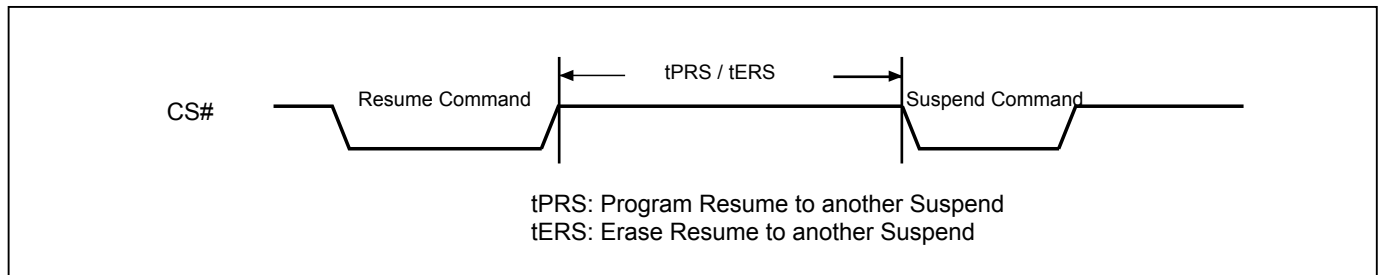 tPRS / tERS
CS#
Resume Command
Suspend Command
tPRS: Program Resume to another Suspend
tERS: Erase Resume to another Suspend